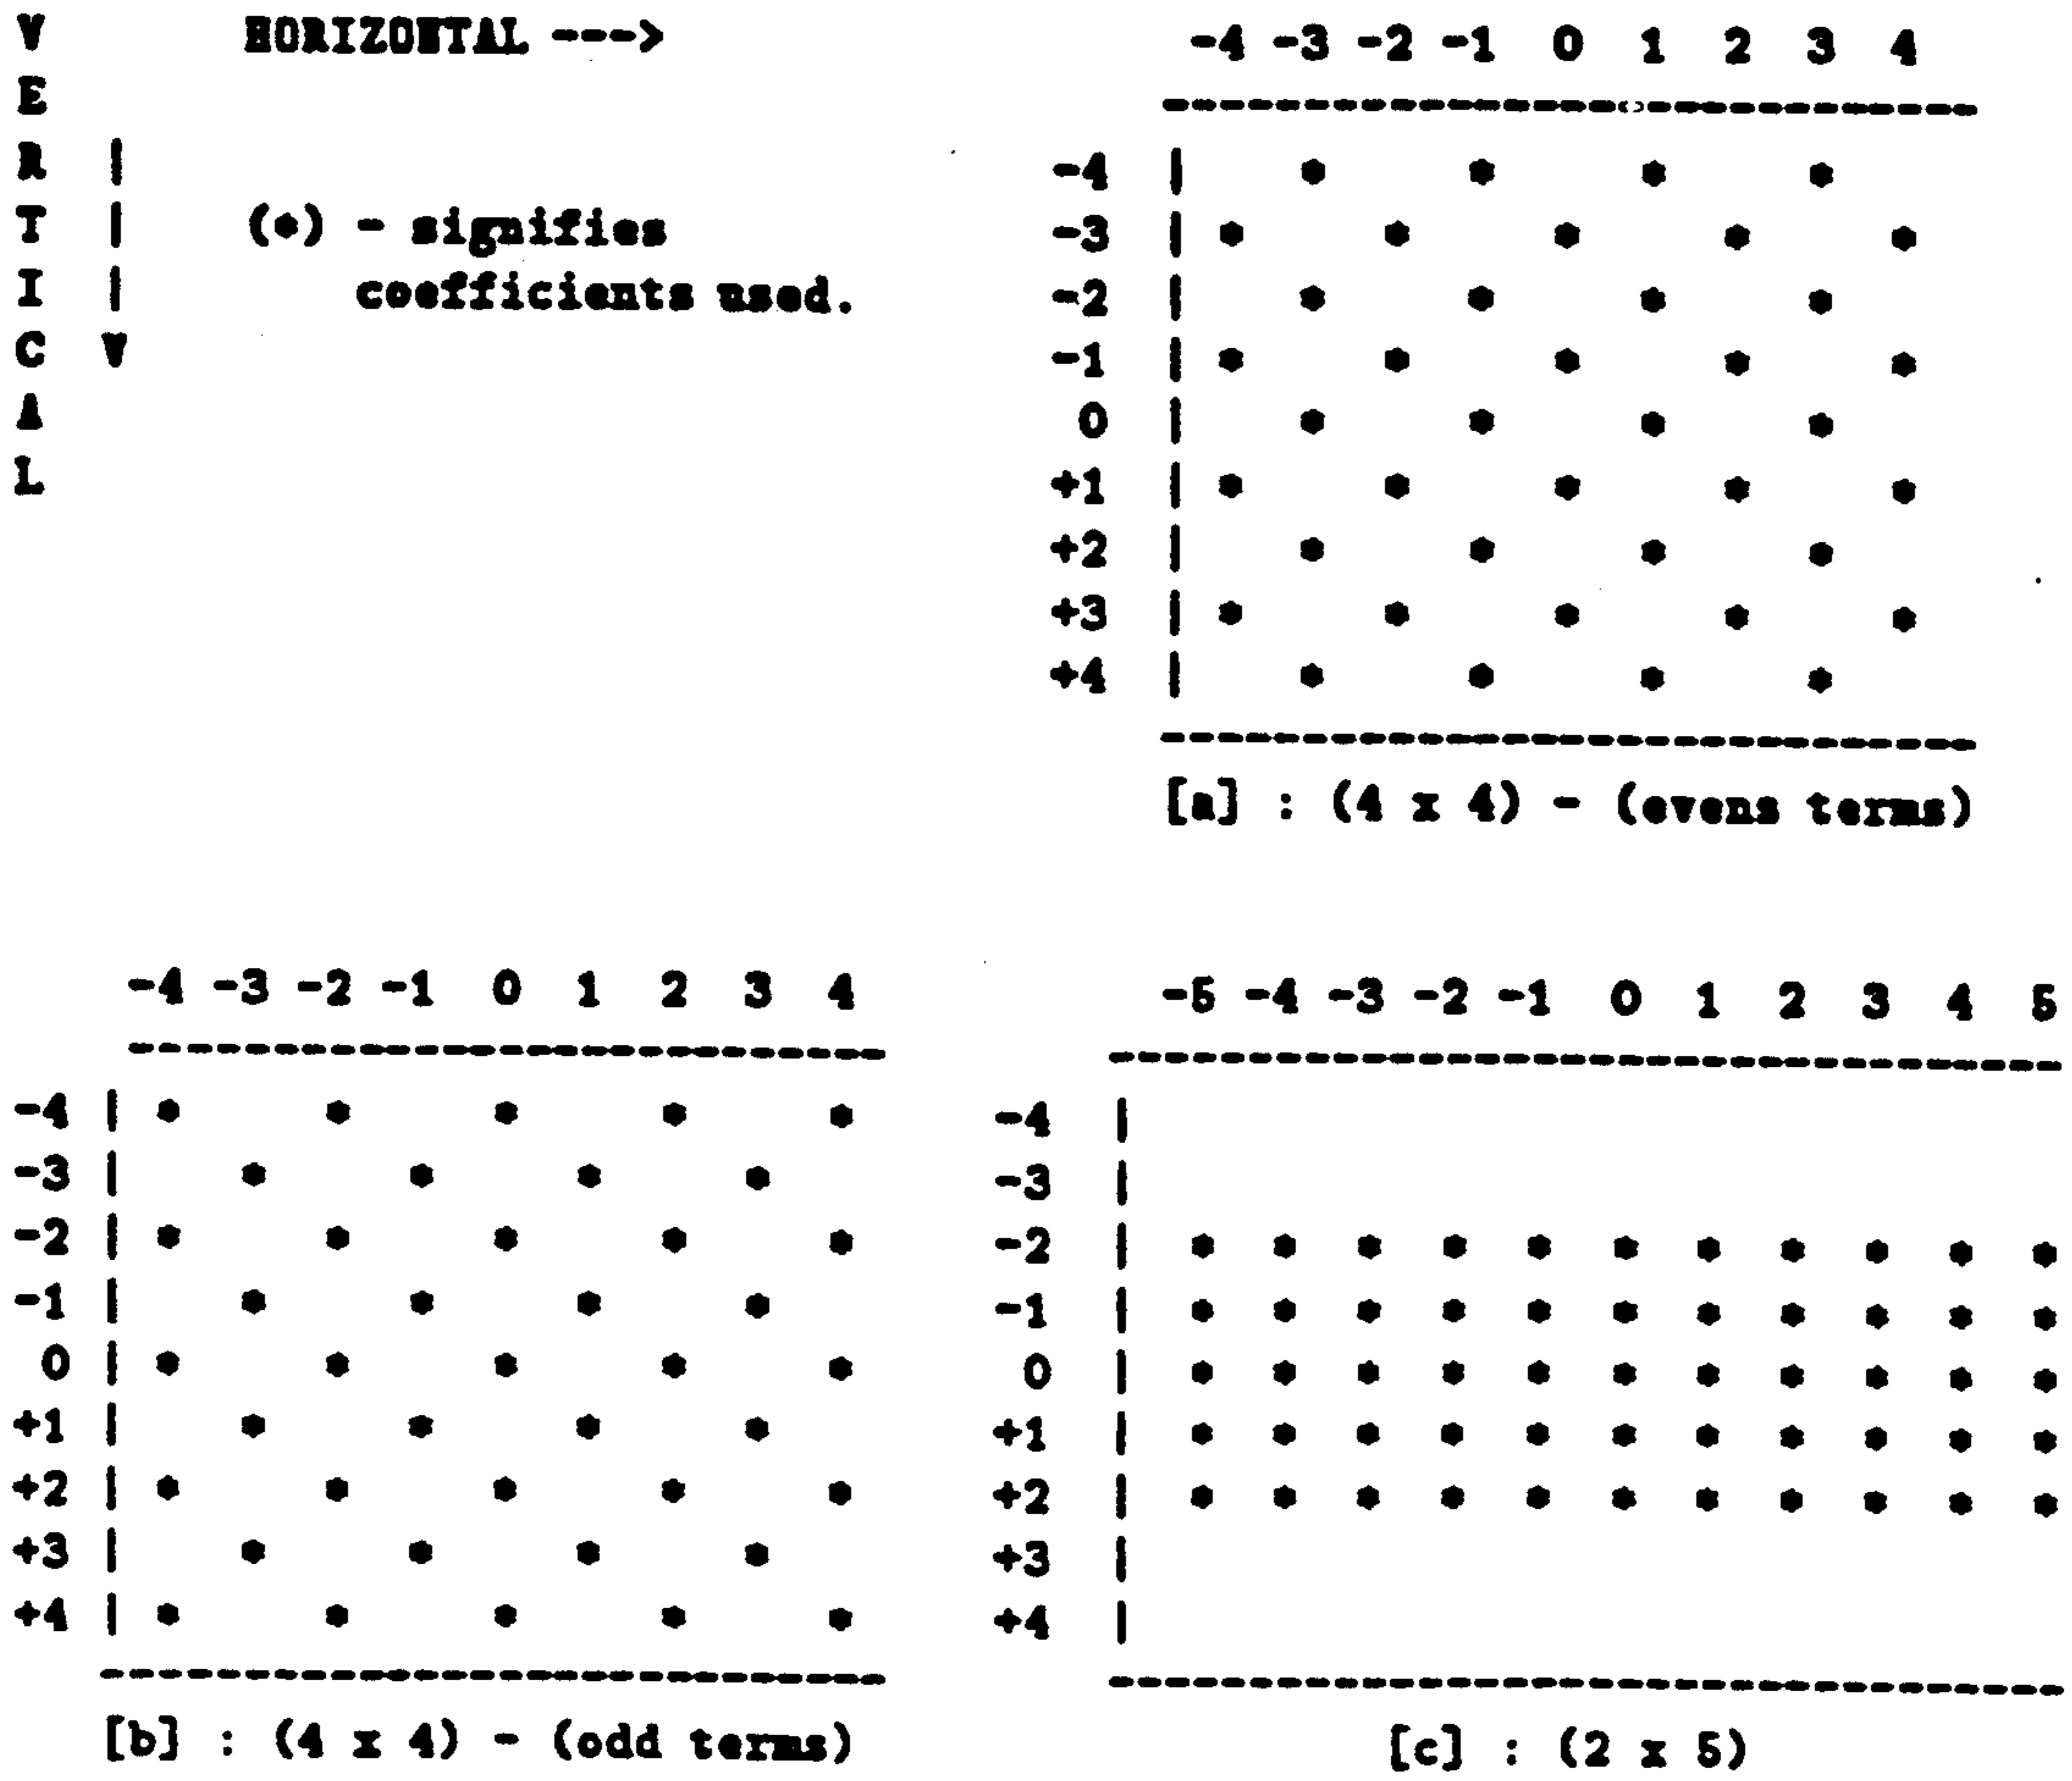 VERTICAL
HORIZONTAL --->
(*) - signifies
coefficients used.
-4 -3 -2 -1 0 1 2 3 4
-4 | * * * *
-3 | * * * * *
-2 | * * * *
-1 | * * * * *
0 | * * * *
+1 | * * * * *
+2 | * * * *
+3 | * * * * *
+4 | * * * *
[a] : (4 x 4) - (evens terms)
-4 -3 -2 -1 0 1 2 3 4
-4 | * * * * *
-3 | * * * *
-2 | * * * * *
-1 | * * * *
0 | * * * * *
+1 | * * * *
+2 | * * * * *
+3 | * * * *
+4 | * * * * *
[b] : (4 x 4) - (odd terms)
-5 -4 -3 -2 -1 0 1 2 3 4 5
-4 |
-3 |
-2 | * * * * * * * * * * *
-1 | * * * * * * * * * * *
0 | * * * * * * * * * * *
+1 | * * * * * * * * * * *
+2 | * * * * * * * * * * *
+3 |
+4 |
[c] : (2 x 5)